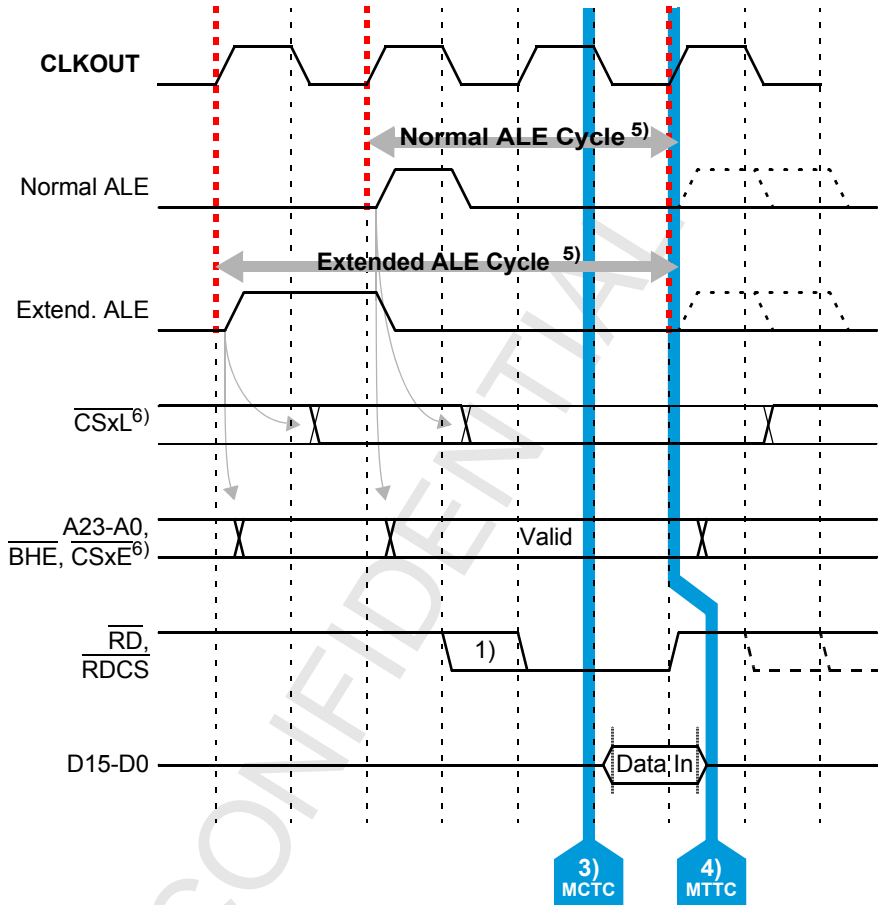 CLKOUT
Normal ALE Cycle 5)
Normal ALE
Extended ALE Cycle 5)
Extend. ALE
CSxL6)
A23-A0,
BHE, CSxE6)
Valid
RD,
RDCS
1)
D15-D0
Data In
3)
MCTC
4)
MTTC
CONFIDENTIAL